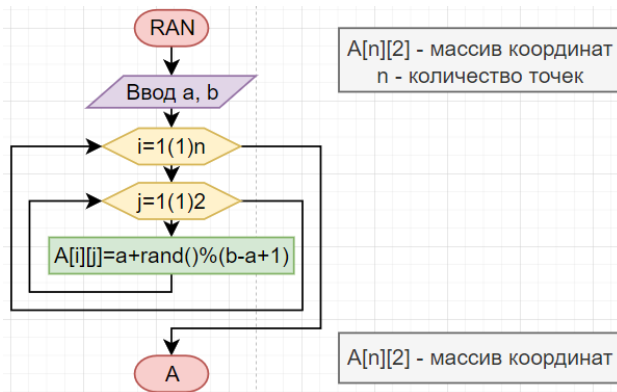 RAN
A[n][2] - массив координат
n - количество точек
Ввод a, b
i=1(1)n
j=1(1)2
A[i][j]=a+rand()%(b-a+1)
A[n][2] - массив координат
A